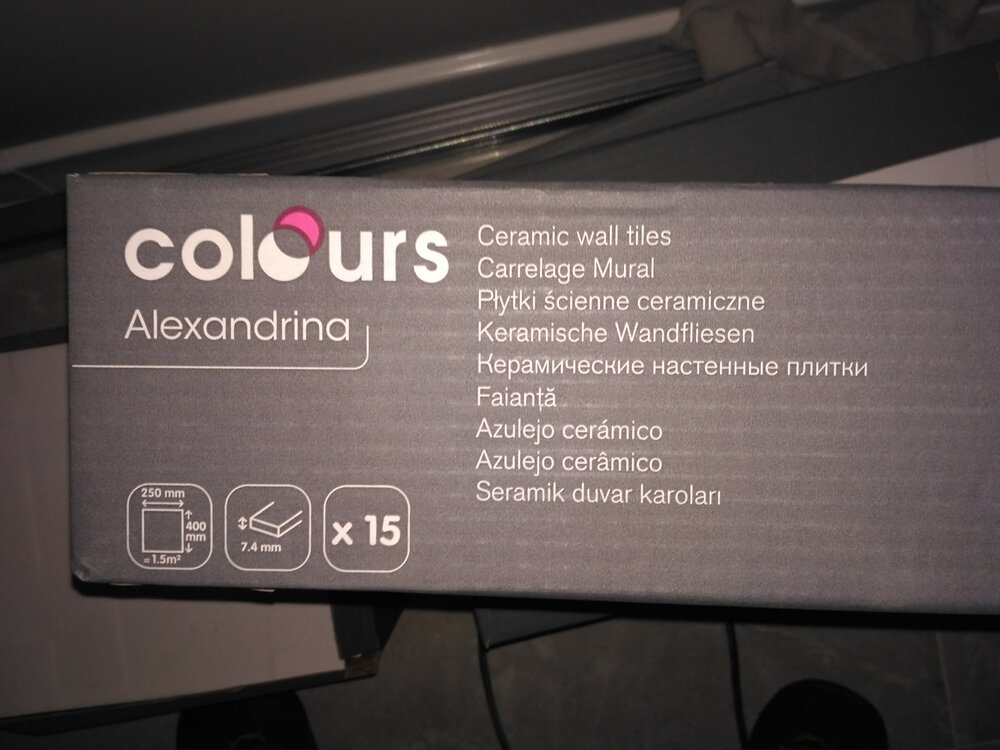 colours
Alexandrina
Ceramic wall tiles
Carrelage Mural
Płytki ścienne ceramiczne
Keramische Wandfliesen
Керамические настенные плитки
Faianță
Azulejo cerámico
Azulejo cerâmico
Seramik duvar karoları
250 mm
400
mm
=1.5m²
7.4 mm
x 15